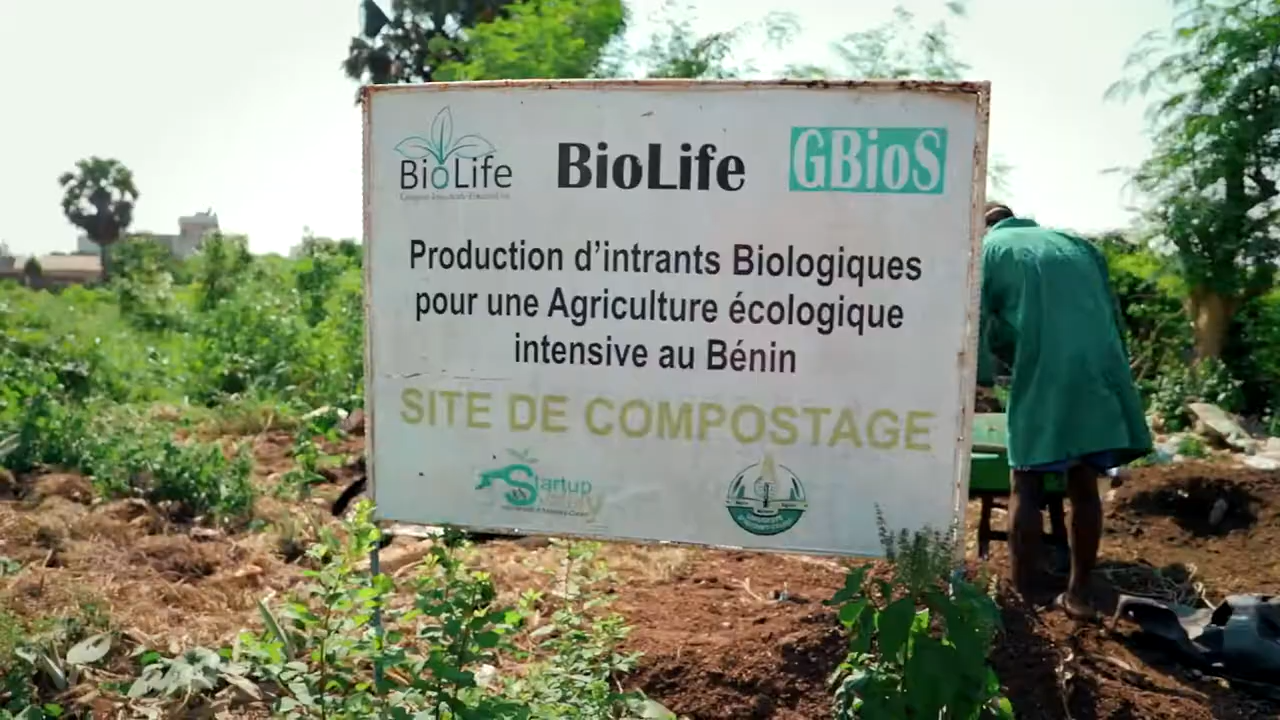 BioLife
BioLife
GBioS
Production d’intrants Biologiques
pour une Agriculture écologique
intensive au Bénin
SITE DE COMPOSTAGE
Startup